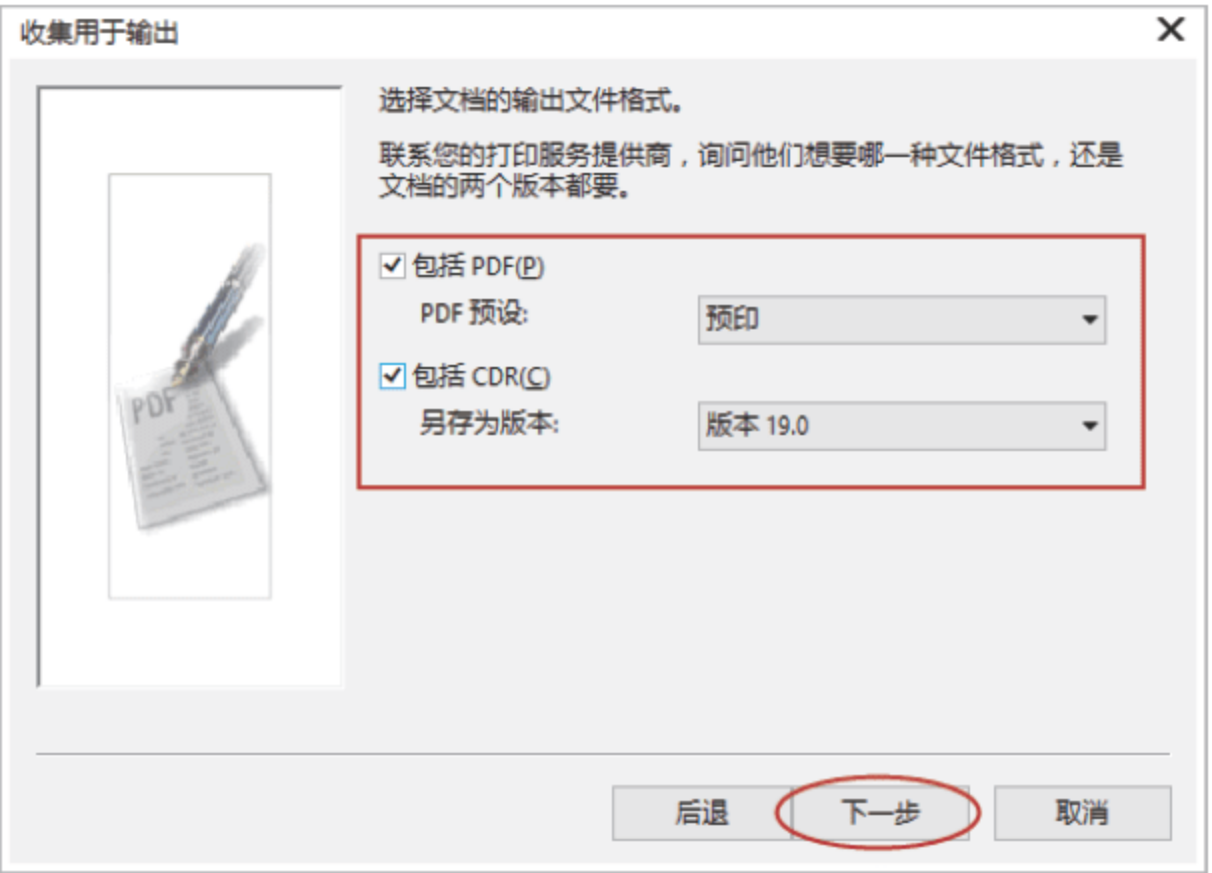 收集用于输出
选择文档的输出文件格式。
联系您的打印服务提供商，询问他们想要哪一种文件格式，还是
文档的两个版本都要。
包括 PDF(P)
PDF 预设:
预印
包括 CDR(C)
另存为版本:
版本 19.0
PDF
后退
下一步
取消